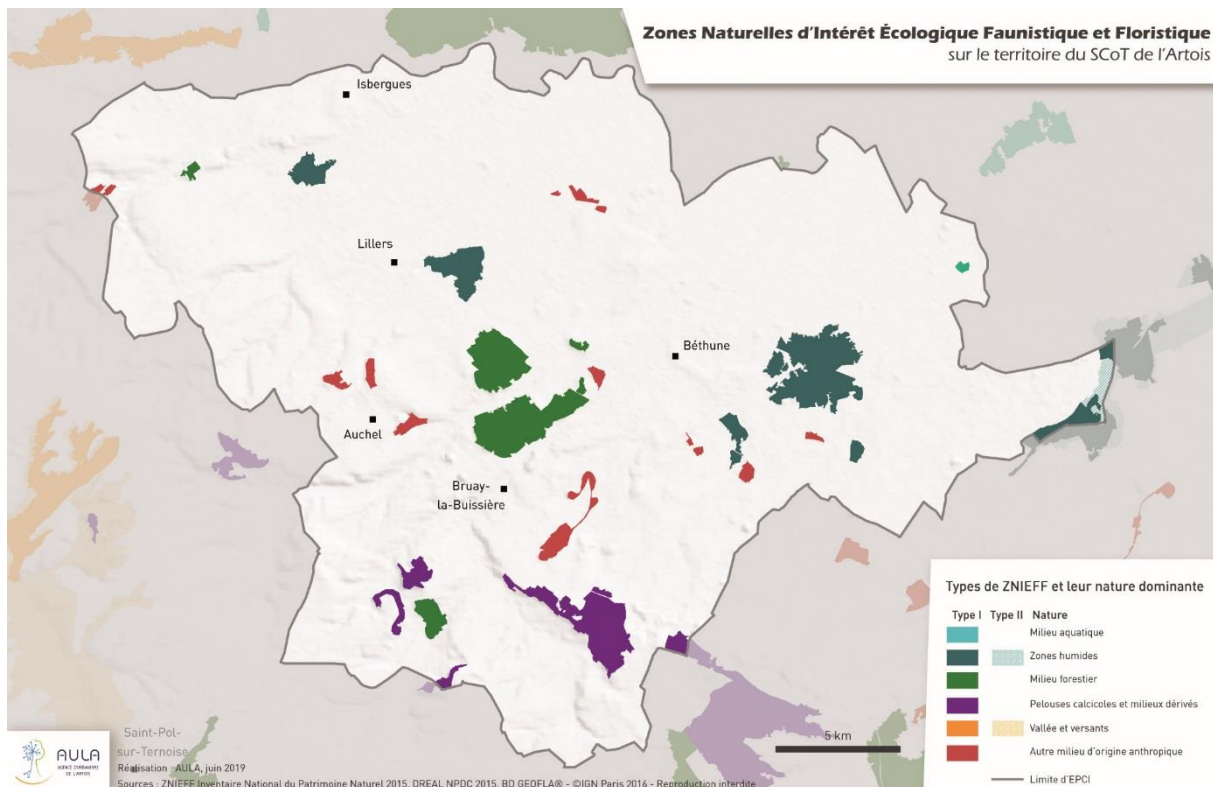 Zones Naturelles d'Intérêt Écologique Faunistique et Floristique
sur le territoire du SCoT de l'Artois
Isbergues
Lillers
Béthune
Auchel
Bruay-
la-Buissière
Types de ZNIEFF et leur nature dominante
Type I Type II Nature
Milieu aquatique
Zones humides
Milieu forestier
Pelouses calcicoles et milieux dérivés
Vallée et versants
Autre milieu d'origine anthropique
Limite d'EPCI
5 km
Saint-Pol-
sur-Ternoise
AULA
AGENCE D'URBANISME
DE L'ARTOIS
Réalisation : AULA, juin 2019
Sources : ZNIEFF Inventaire National du Patrimoine Naturel 2015, DREAL NPDC 2015, BD GEOFLA® - ©IGN Paris 2016 - Reproduction interdite